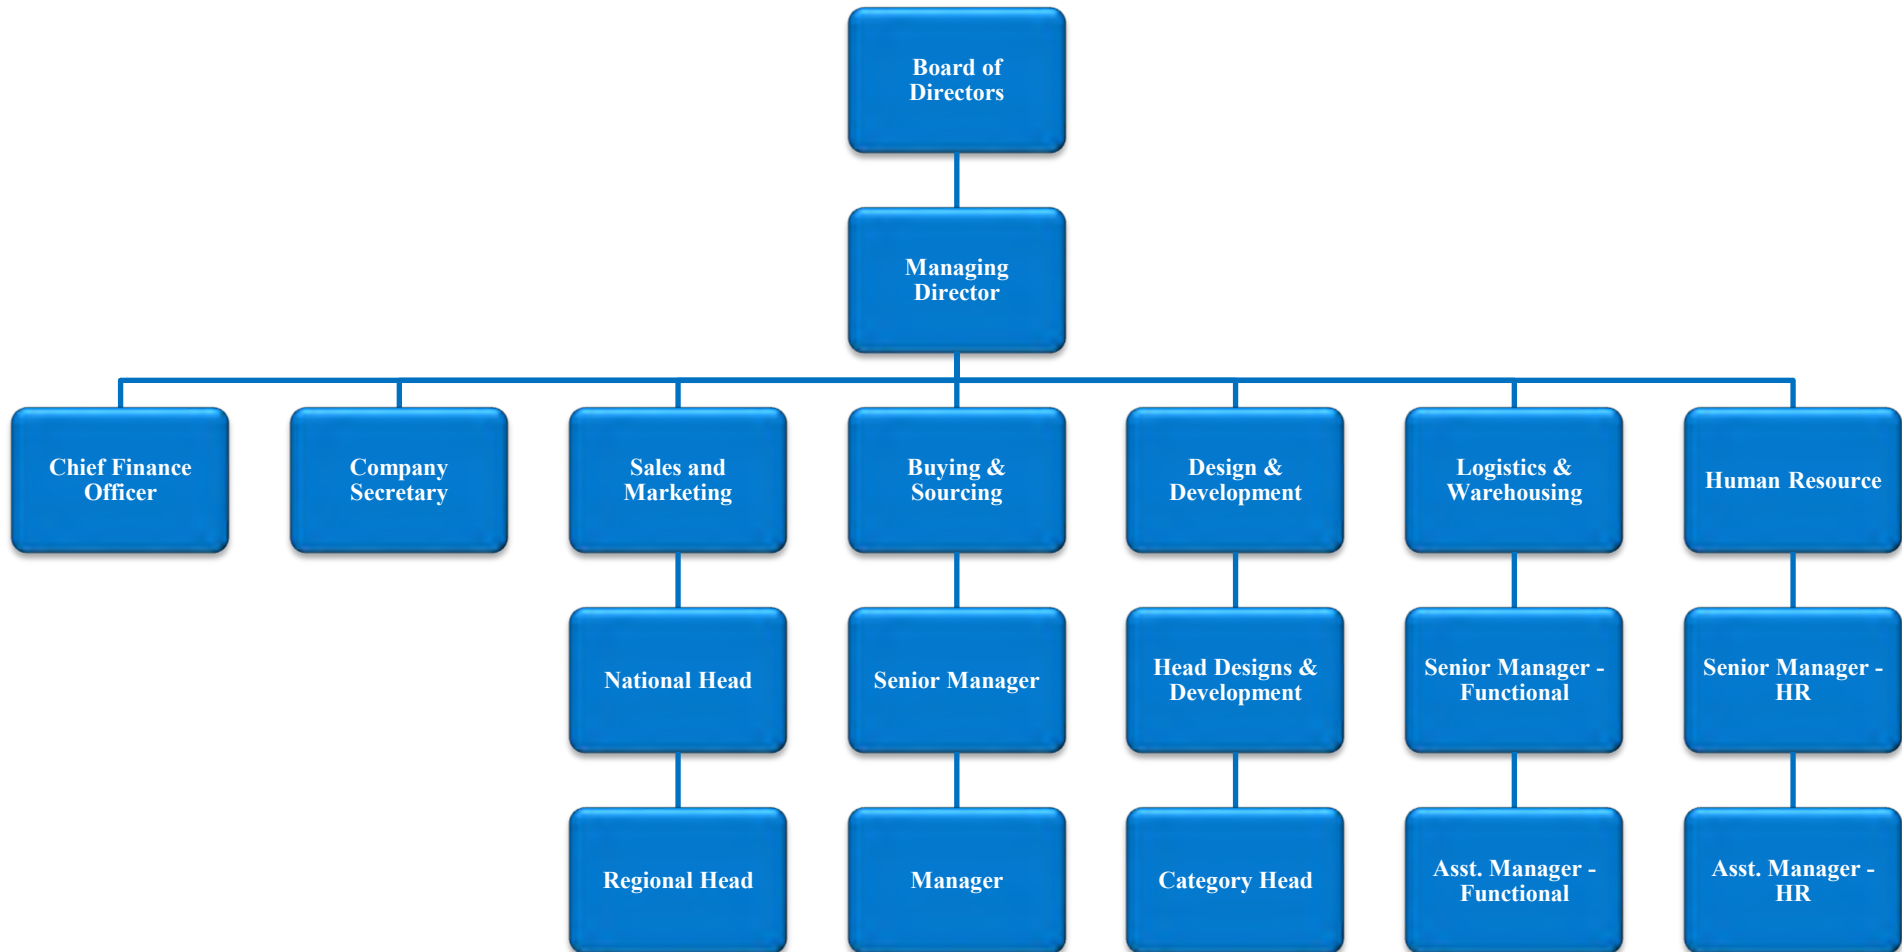 Board of
Directors
Managing
Director
Chief Finance
Officer
Company
Secretary
Sales and
Marketing
Buying &
Sourcing
Design &
Development
Logistics &
Warehousing
Human Resource
National Head
Senior Manager
Head Designs &
Development
Senior Manager -
Functional
Senior Manager -
HR
Regional Head
Manager
Category Head
Asst. Manager -
Functional
Asst. Manager -
HR